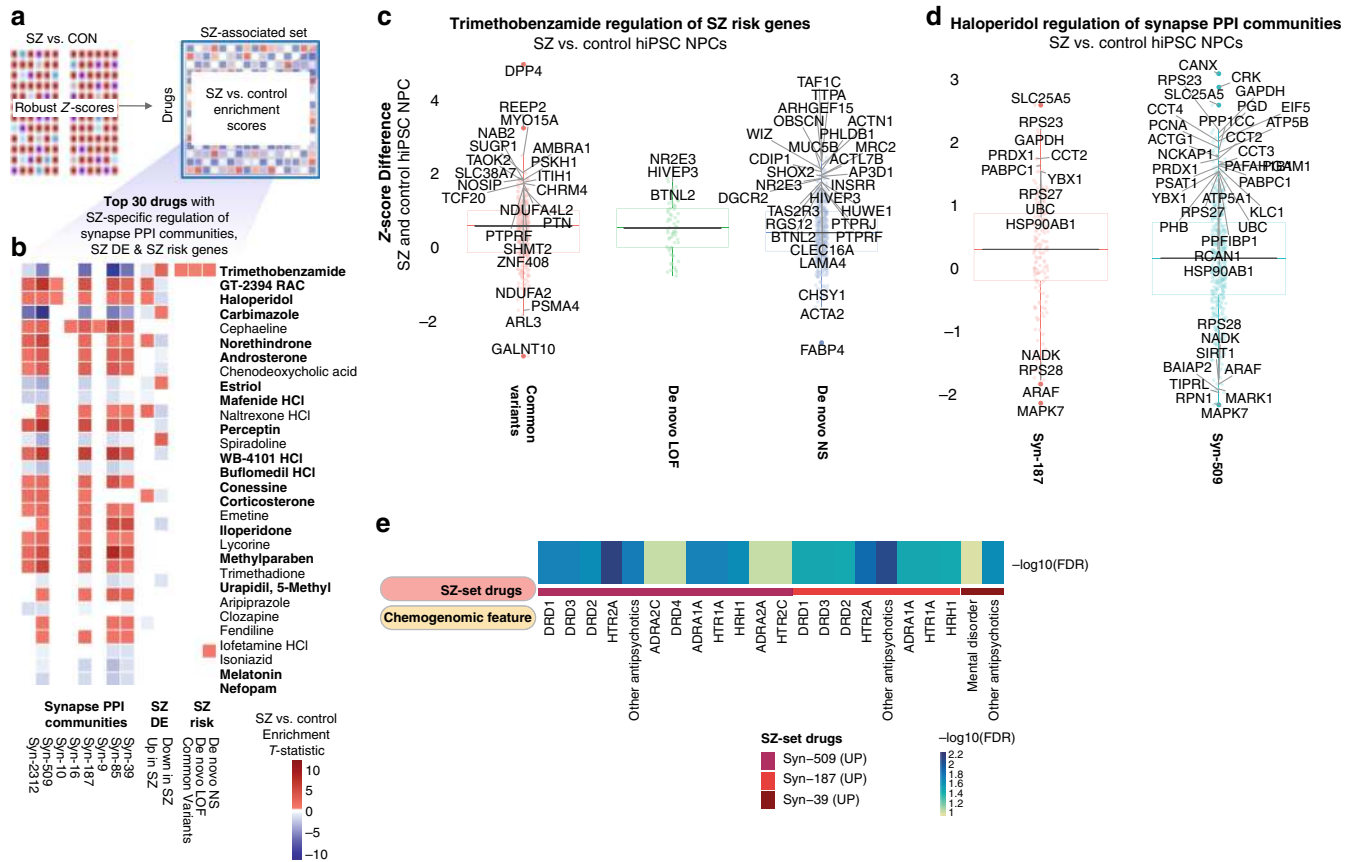 a
SZ vs. CON
Robust Z-scores
SZ-associated set
Drugs
SZ vs. control
enrichment
scores
Top 30 drugs with
SZ-specific regulation of
synapse PPI communities,
SZ DE & SZ risk genes
b
Trimethobenzamide
GT-2394 RAC
Haloperidol
Carbimazole
Cephaeline
Norethindrone
Androsterone
Chenodeoxycholic acid
Estriol
Mafenide HCl
Naltrexone HCl
Perceptin
Spiradoline
WB-4101 HCl
Buflomedil HCl
Conessine
Corticosterone
Emetine
Iloperidone
Lycorine
Methylparaben
Trimethadione
Urapidil, 5-Methyl
Aripiprazole
Clozapine
Fendiline
Iofetamine HCl
Isoniazid
Melatonin
Nefopam
Synapse PPI
communities
SZ
DE
SZ
risk
Syn-2312
Syn-509
Syn-10
Syn-16
Syn-187
Syn-9
Syn-85
Syn-39
Up in SZ
Down in SZ
Common Variants
De novo LOF
De novo NS
SZ vs. control
Enrichment
T-statistic
10
5
0
−5
−10
c
Trimethobenzamide regulation of SZ risk genes
SZ vs. control hiPSC NPCs
Z-score Difference
SZ and control hiPSC NPC
4
2
0
−2
DPP4
REEP2
MYO15A
NAB2
SUGP1
AMBRA1
TAOK2
PSKH1
SLC38A7
ITIH1
NOSIP
CHRM4
TCF20
NDUFA4L2
PTN
PTPRF
SHMT2
ZNF408
NDUFA2
PSMA4
ARL3
GALNT10
NR2E3
HIVEP3
BTNL2
TAF1C
TTPA
ARHGEF15
OBSCN
ACTN1
WIZ
PHLDB1
MUC5B
MRC2
CDIP1
ACTL7B
SHOX2
AP3D1
NR2E3
INSRR
DGCR2
HIVEP3
TAS2R3
HUWE1
RGS12
PTPRJ
BTNL2
PTPRF
CLEC16A
LAMA4
CHSY1
ACTA2
FABP4
Common
variants
De novo LOF
De novo NS
d
Haloperidol regulation of synapse PPI communities
SZ vs. control hiPSC NPCs
3
2
1
0
−1
−2
SLC25A5
RPS23
GAPDH
PRDX1
CCT2
PABPC1
YBX1
RPS27
UBC
HSP90AB1
NADK
RPS28
ARAF
MAPK7
CANX
RPS23
CRK
SLC25A5
GAPDH
CCT4
PGD
EIF5
PCNA
PPP1CC
ATP5B
ACTG1
CCT2
NCKAP1
CCT3
PRDX1
PAFAH1B1
PGAM1
PSAT1
PABPC1
YBX1
ATP5A1
RPS27
KLC1
PHB
UBC
PPFIBP1
RCAN1
HSP90AB1
RPS28
NADK
SIRT1
BAIAP2
ARAF
TIPRL
RPN1
MARK1
MAPK7
Syn-187
Syn-509
e
−log10(FDR)
SZ-set drugs
Chemogenomic feature
DRD1
DRD3
DRD2
HTR2A
Other antipsychotics
ADRA2C
DRD4
ADRA1A
HTR1A
HRH1
ADRA2A
HTR2C
DRD1
DRD3
DRD2
HTR2A
Other antipsychotics
ADRA1A
HTR1A
HRH1
Mental disorder
Other antipsychotics
SZ-set drugs
Syn−509 (UP)
Syn−187 (UP)
Syn−39 (UP)
−log10(FDR)
2.2
2
1.8
1.6
1.4
1.2
1